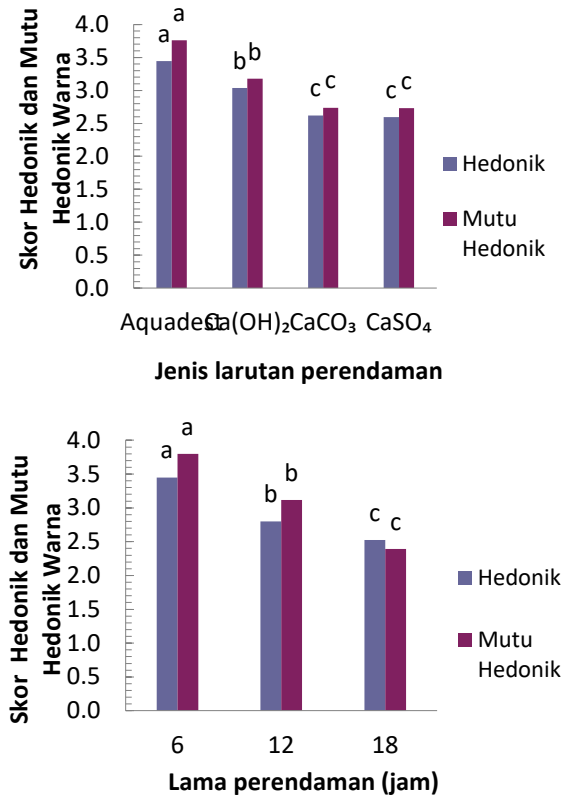 Skor Hedonik dan Mutu
Hedonik Warna
4.0
3.5
3.0
2.5
2.0
1.5
1.0
0.5
0.0
a a
b b
c c
c c
Aquadest Ca(OH)₂ CaCO₃ CaSO₄
Jenis larutan perendaman
Hedonik
Mutu
Hedonik
Skor Hedonik dan Mutu
Hedonik Warna
4.0
3.5
3.0
2.5
2.0
1.5
1.0
0.5
0.0
a a
b b
c c
6 12 18
Lama perendaman (jam)
Hedonik
Mutu
Hedonik